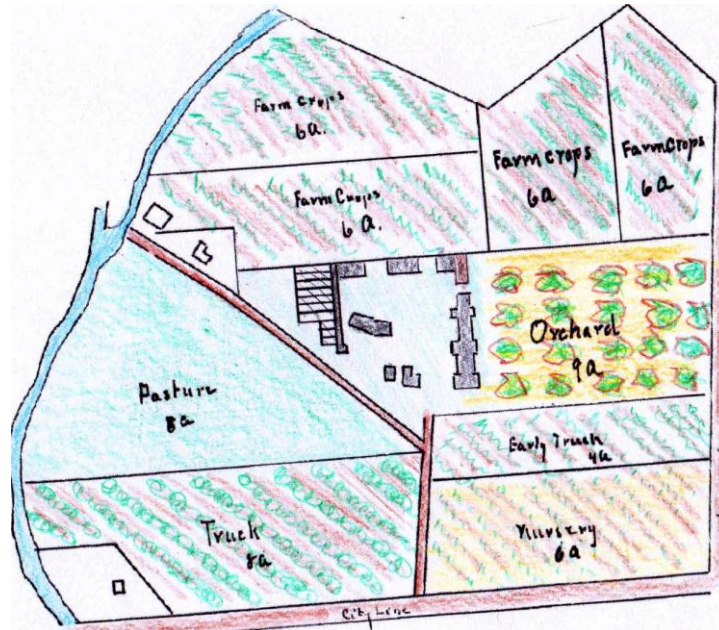 Farm Crops
6a.
Farm Crops
6a.
Farm crops
6a
Farm Crops
6a
Orchard
9a
Pasture
8a
Early Truck
4a
Truck
8a
Nursery
6a
City Line